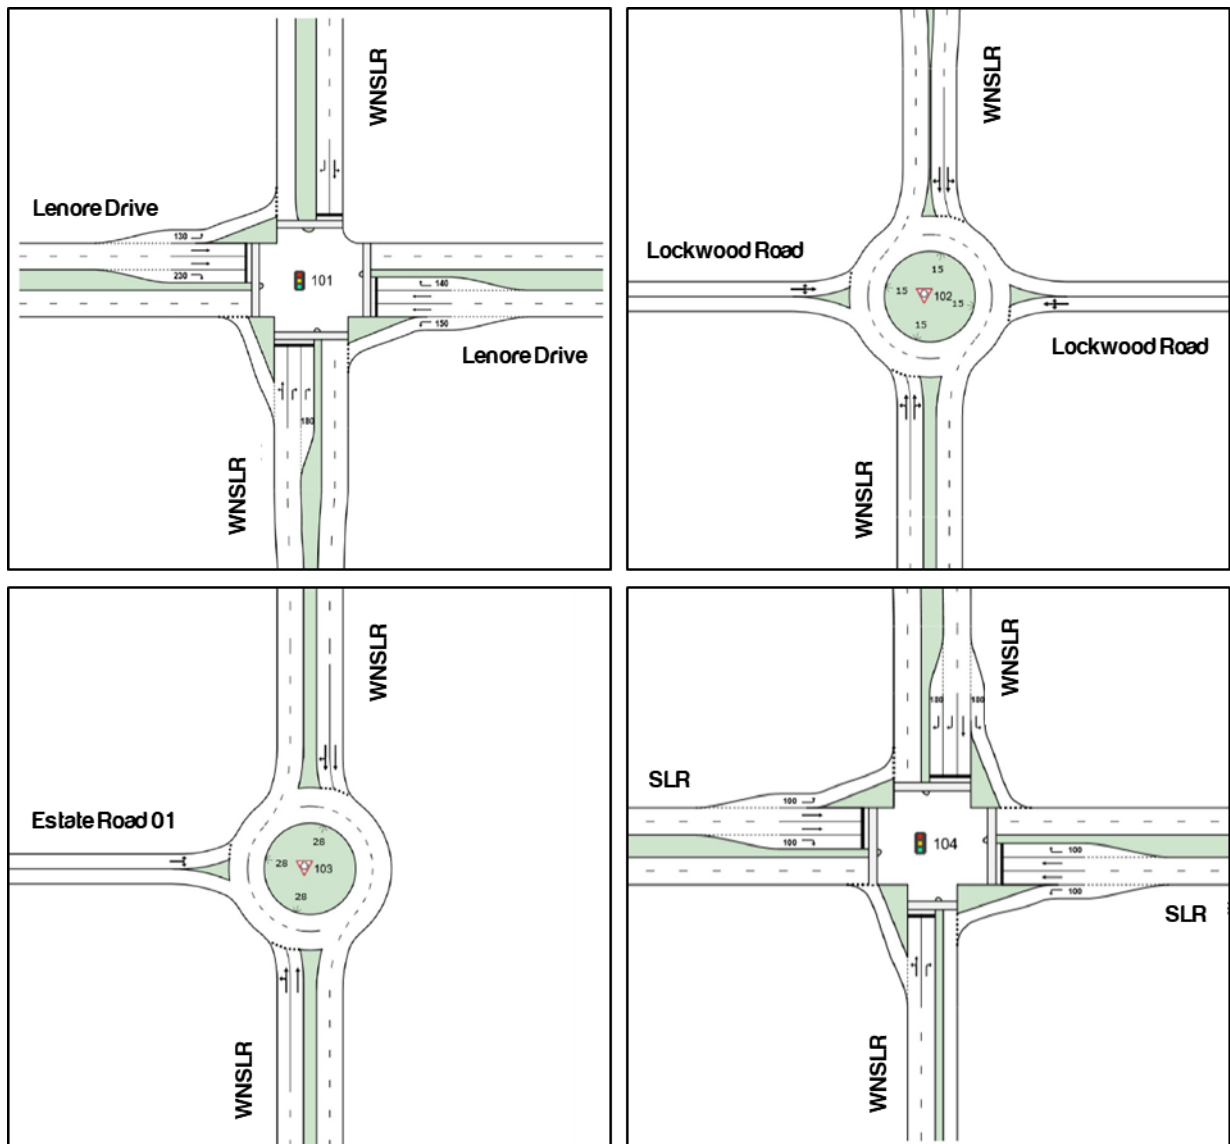 WNSLR
Lenore Drive
130
230
101
140
150
Lenore Drive
180
WNSLR
WNSLR
Lockwood Road
15
15
102
15
15
Lockwood Road
WNSLR
WNSLR
Estate Road 01
28
28
103
28
WNSLR
WNSLR
180
180
SLR
100
100
104
100
100
SLR
WNSLR